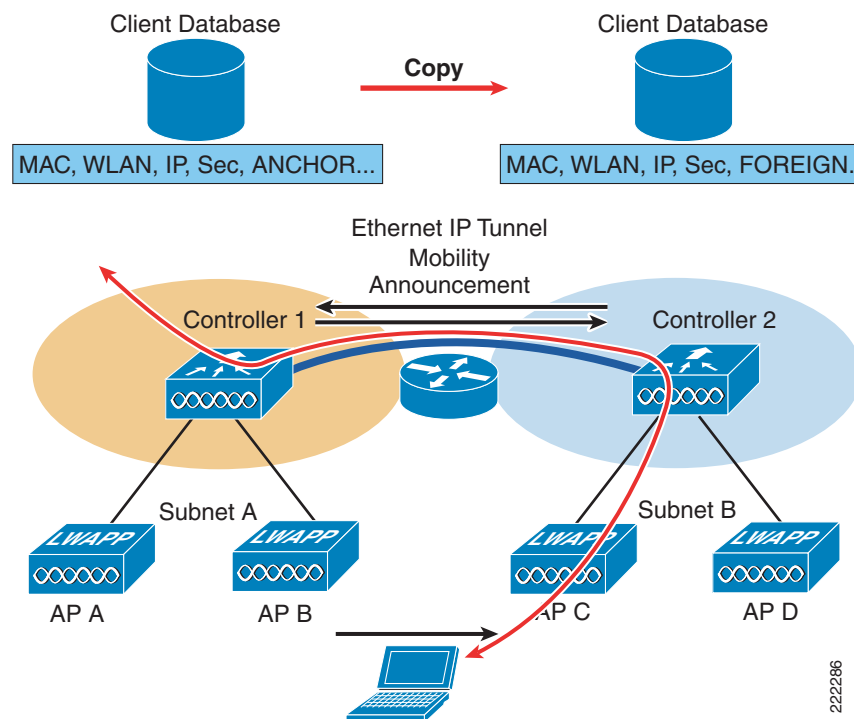 Client Database
Client Database
Copy
MAC, WLAN, IP, Sec, ANCHOR...
MAC, WLAN, IP, Sec, FOREIGN.
Ethernet IP Tunnel
Mobility
Announcement
Controller 1
Controller 2
Subnet A
Subnet B
LWAPP
LWAPP
LWAPP
LWAPP
AP A
AP B
AP C
AP D
222286